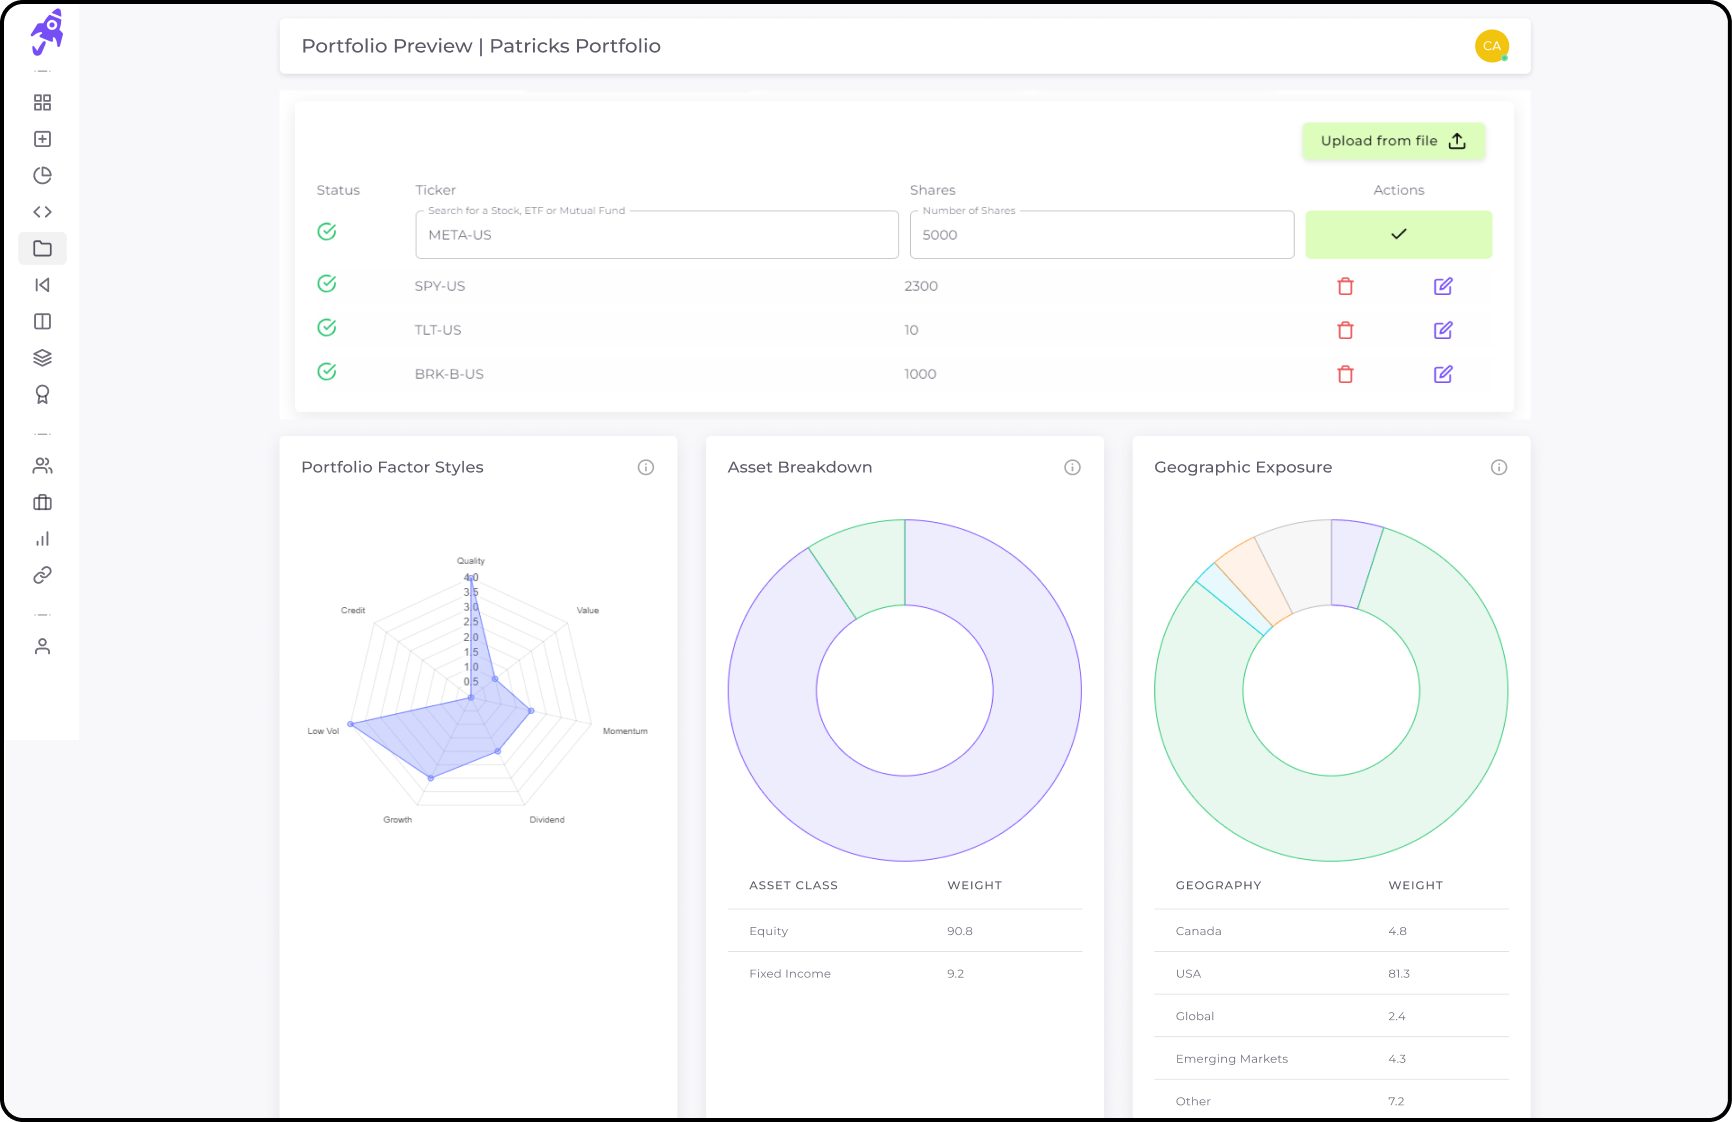 Portfolio Preview | Patricks Portfolio
CA
Upload from file
Status Ticker Shares Actions
Search for a Stock, ETF or Mutual Fund Number of Shares
META-US 5000
SPY-US 2300
TLT-US 10
BRK-B-US 1000
Portfolio Factor Styles
Quality
4.0
3.5
3.0
2.5
2.0
1.5
1.0
0.5
Credit
Value
Low Vol
Momentum
Growth
Dividend
Asset Breakdown
ASSET CLASS WEIGHT
Equity 90.8
Fixed Income 9.2
Geographic Exposure
GEOGRAPHY WEIGHT
Canada 4.8
USA 81.3
Global 2.4
Emerging Markets 4.3
Other 7.2